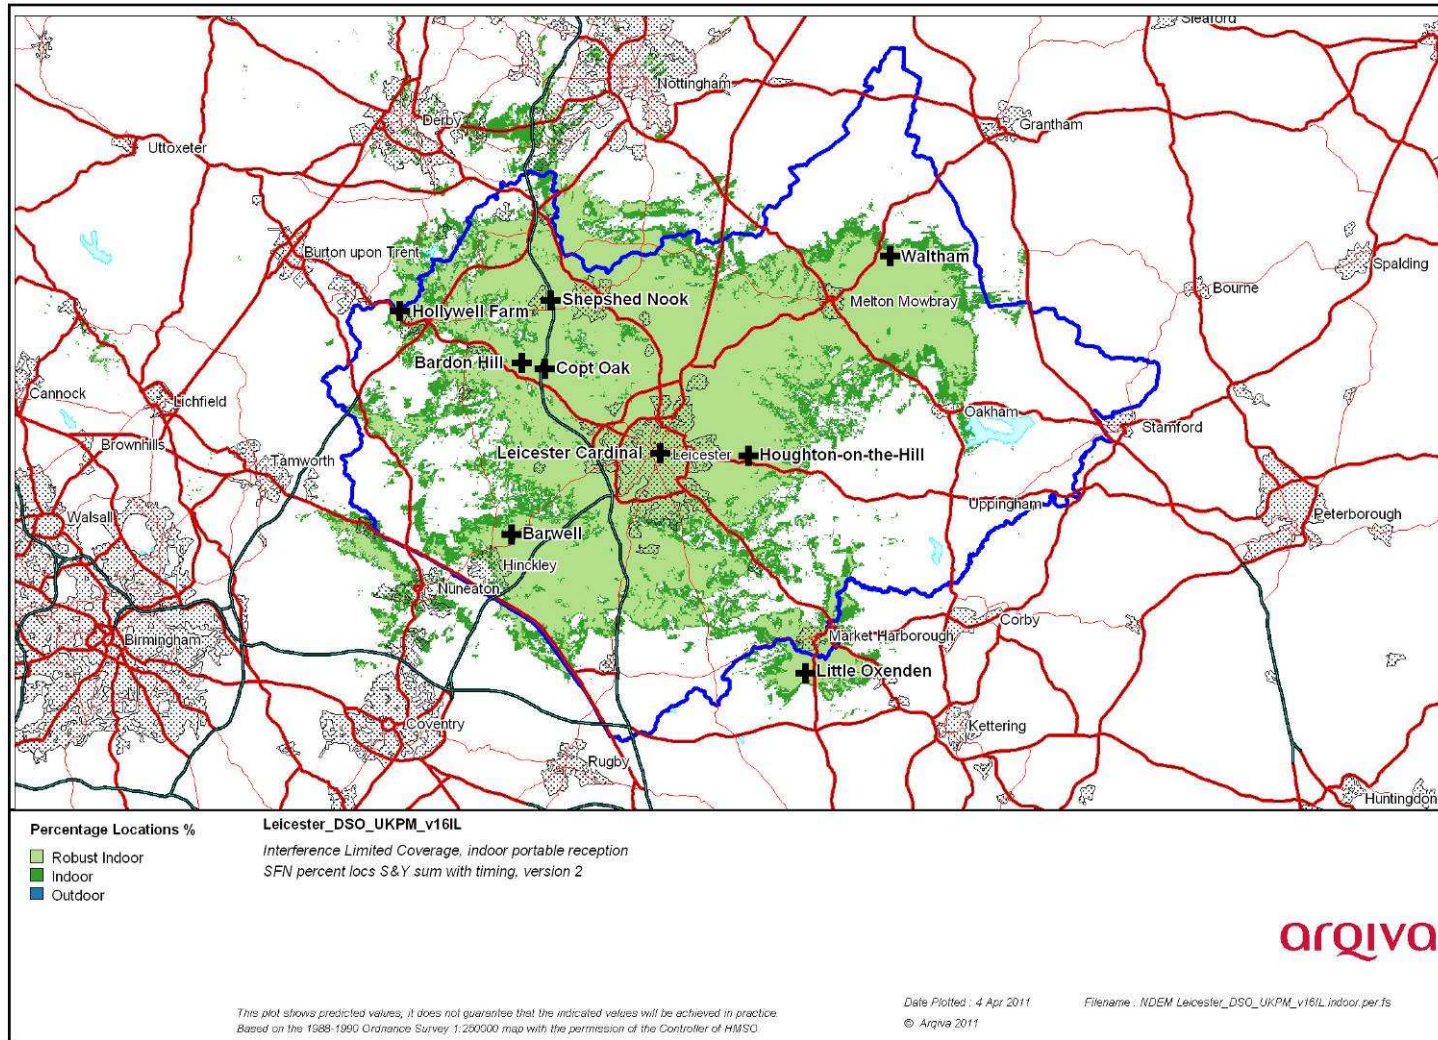 Sleaford
Nottingham
Derby
Grantham
Uttoxeter
Burton upon Trent
Waltham
Spalding
Bourne
Shepshed Nook
Melton Mowbray
Hollywell Farm
Bardon Hill
Copt Oak
Cannock
Lichfield
Oakham
Stamford
Brownhills
Tamworth
Leicester Cardinal
Leicester
Houghton-on-the-Hill
Uppingham
Walsall
Peterborough
Barwell
Hinckley
Nuneaton
Corby
Birmingham
Market Harborough
Little Oxenden
Coventry
Kettering
Rugby
Huntingdon
Percentage Locations %
Robust Indoor
Indoor
Outdoor
Leicester_DSO_UKPM_v16IL
Interference Limited Coverage, indoor portable reception
SFN percent locs S&Y sum with timing, version 2
arqiva
This plot shows predicted values; it does not guarantee that the indicated values will be achieved in practice.
Based on the 1988-1990 Ordnance Survey 1:250000 map with the permission of the Controller of HMSO
Date Plotted : 4 Apr 2011
© Arqiva 2011
Filename : NDEM Leicester_DSO_UKPM_v16IL.indoor.per.fs